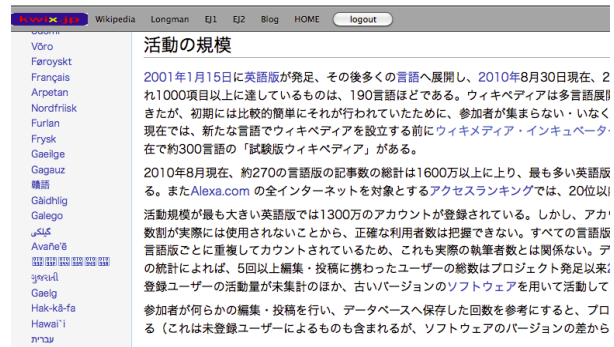 kwix.jp Wikipedia Longman EJ1 EJ2 Blog HOME logout
Võro
Føroyskt
Français
Arpetan
Nordfriisk
Furlan
Frysk
Gaeilge
Gagauz
贛語
Gàidhlig
Galego
گیلکی
Avañe'ẽ
ગુજરાતી
Gaelg
Hak-kâ-fa
Hawai`i
עברית
活動の規模
2001年1月15日に英語版が発足、その後多くの言語へ展開し、2010年8月30日現在、2
れ1000項目以上に達しているものは、190言語ほどである。ウィキペディアは多言語展開
きたが、初期には比較的簡単にそれが行われていたために、参加者が集まらない・いなく
現在では、新たな言語でウィキペディアを設立する前にウィキメディア・インキュベーター
在で約300言語の「試験版ウィキペディア」がある。
2010年8月現在、約270の言語版の記事数の総計は1600万以上に上り、最も多い英語版
る。またAlexa.com の全インターネットを対象とするアクセスランキングでは、20位以内
活動規模が最も大きい英語版では1300万のアカウントが登録されている。しかし、アカ
数割が実際には使用されないことから、正確な利用者数は把握できない。すべての言語版
言語版ごとに重複してカウントされているため、これも実際の執筆者数とは関係ない。デ
の統計によれば、5回以上編集・投稿に携わったユーザーの総数はプロジェクト発足以来2
登録ユーザーの活動量が未集計のほか、古いバージョンのソフトウェアを用いて活動して
参加者が何らかの編集・投稿を行い、データベースへ保存した回数を参考にすると、プロ
る（これは未登録ユーザーによるものも含まれるが、ソフトウェアのバージョンの差から